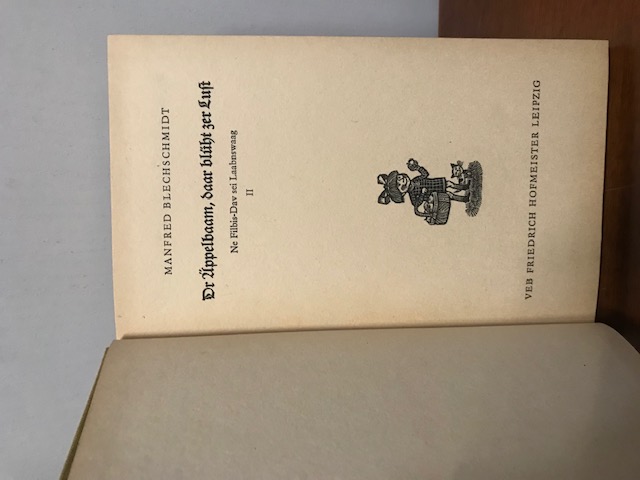 MANFRED BLECHSCHMIDT
Dr Äppelbaam, daar blüht zer Lust
Ne Filbis-Dav sei Laabnswaag
II
VEB FRIEDRICH HOFMEISTER LEIPZIG